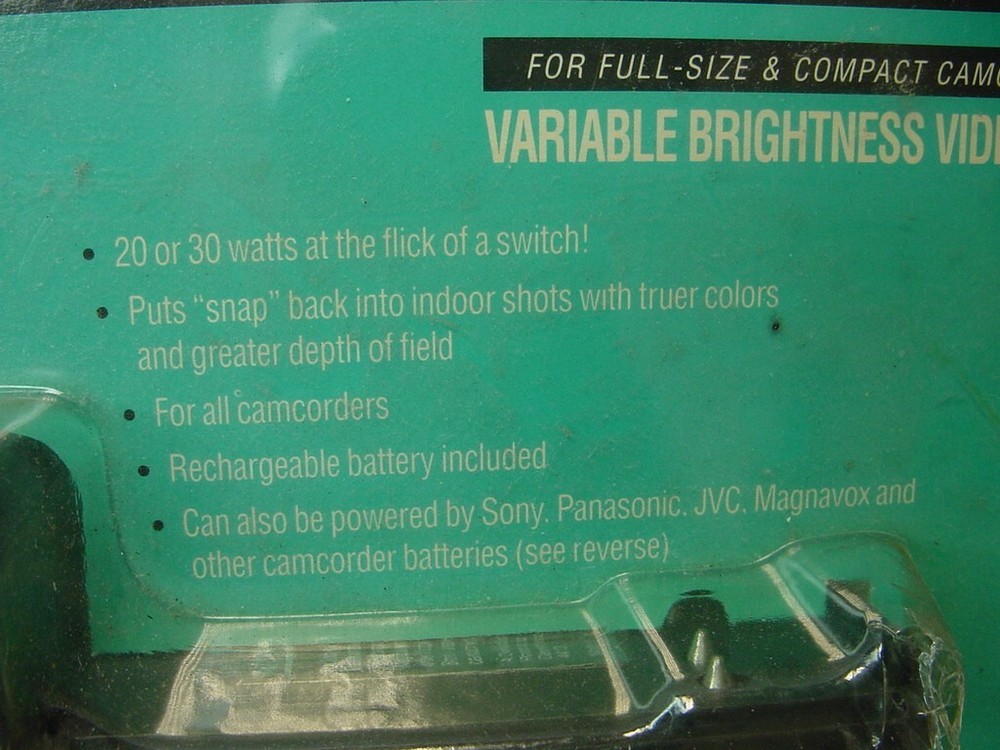 FOR FULL-SIZE & COMPACT CAMC
VARIABLE BRIGHTNESS VIDE
• 20 or 30 watts at the flick of a switch!
• Puts “snap” back into indoor shots with truer colors
and greater depth of field
• For all camcorders
• Rechargeable battery included
• Can also be powered by Sony, Panasonic, JVC, Magnavox and
other camcorder batteries (see reverse)